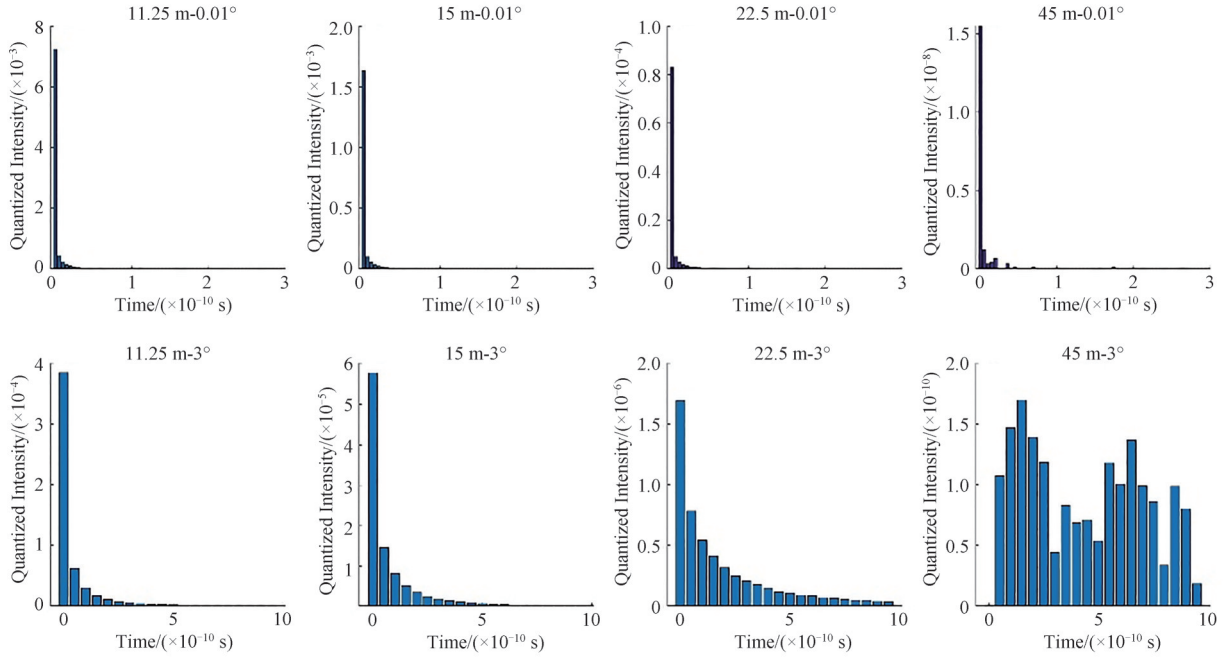 11.25 m-0.01°
Quantized Intensity/(×10⁻³)
8
6
4
2
0
0 1 2 3
Time/(×10⁻¹⁰ s)
15 m-0.01°
Quantized Intensity/(×10⁻³)
2.0
1.5
1.0
0.5
0
0 1 2 3
Time/(×10⁻¹⁰ s)
22.5 m-0.01°
Quantized Intensity/(×10⁻⁴)
1.0
0.8
0.6
0.4
0.2
0
0 1 2 3
Time/(×10⁻¹⁰ s)
45 m-0.01°
Quantized Intensity/(×10⁻⁸)
1.5
1.0
0.5
0
0 1 2 3
Time/(×10⁻¹⁰ s)
11.25 m-3°
Quantized Intensity/(×10⁻⁴)
4
3
2
1
0
0 5 10
Time/(×10⁻¹⁰ s)
15 m-3°
Quantized Intensity/(×10⁻⁵)
6
5
4
3
2
1
0 5 10
Time/(×10⁻¹⁰ s)
22.5 m-3°
Quantized Intensity/(×10⁻⁶)
2.0
1.5
1.0
0.5
0
0 5 10
Time/(×10⁻¹⁰ s)
45 m-3°
Quantized Intensity/(×10⁻¹⁰)
2.0
1.5
1.0
0.5
0
0 5 10
Time/(×10⁻¹⁰ s)